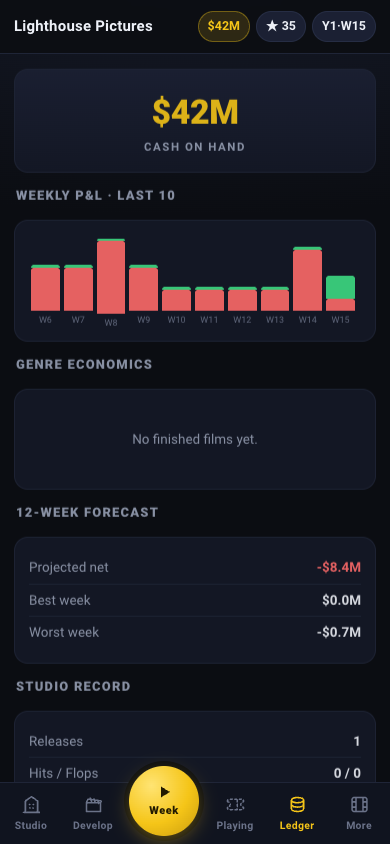 Lighthouse Pictures
$42M
★ 35
Y1·W15
$42M
CASH ON HAND
WEEKLY P&L · LAST 10
W6 W7 W8 W9 W10 W11 W12 W13 W14 W15
GENRE ECONOMICS
No finished films yet.
12-WEEK FORECAST
Projected net -$8.4M
Best week $0.0M
Worst week -$0.7M
STUDIO RECORD
Releases 1
Hits / Flops 0 / 0
Studio Develop Week Playing Ledger More